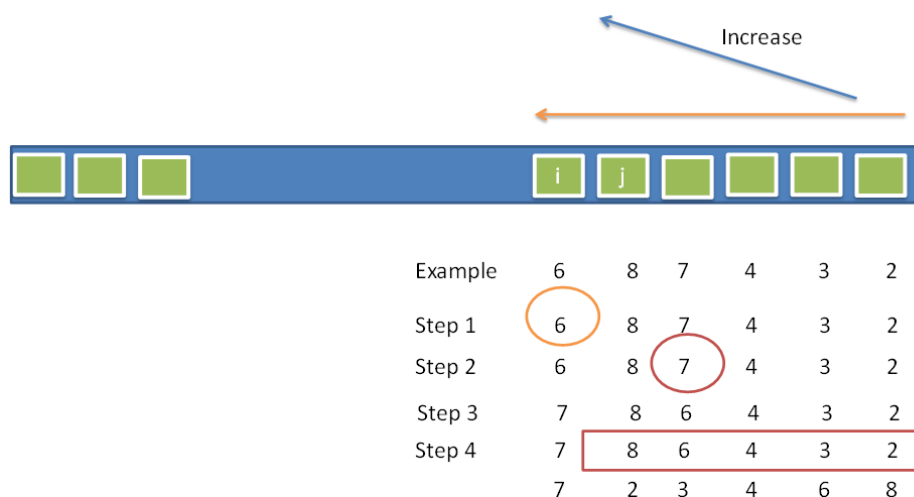 Increase
i j
Example 6 8 7 4 3 2
Step 1 6 8 7 4 3 2
Step 2 6 8 7 4 3 2
Step 3 7 8 6 4 3 2
Step 4 7 8 6 4 3 2
7 2 3 4 6 8